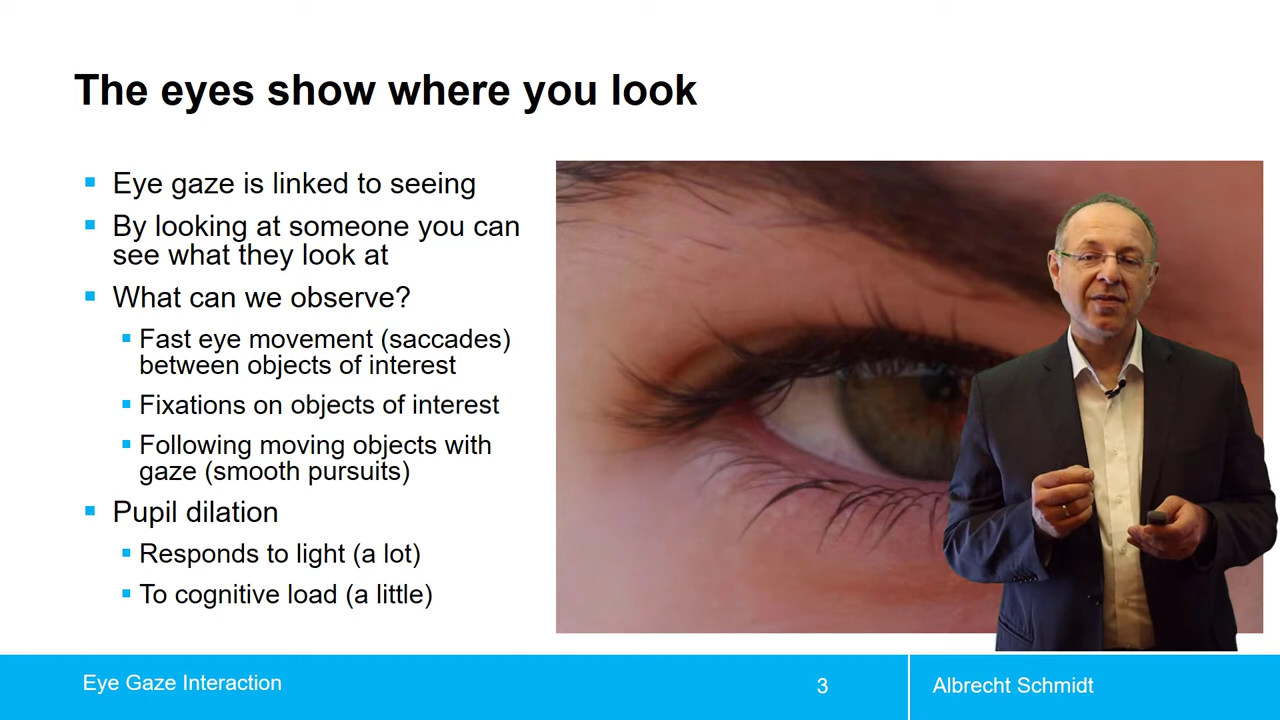 The eyes show where you look
Eye gaze is linked to seeing
By looking at someone you can
see what they look at
What can we observe?
Fast eye movement (saccades)
between objects of interest
Fixations on objects of interest
Following moving objects with
gaze (smooth pursuits)
Pupil dilation
Responds to light (a lot)
To cognitive load (a little)
Eye Gaze Interaction
3
Albrecht Schmidt